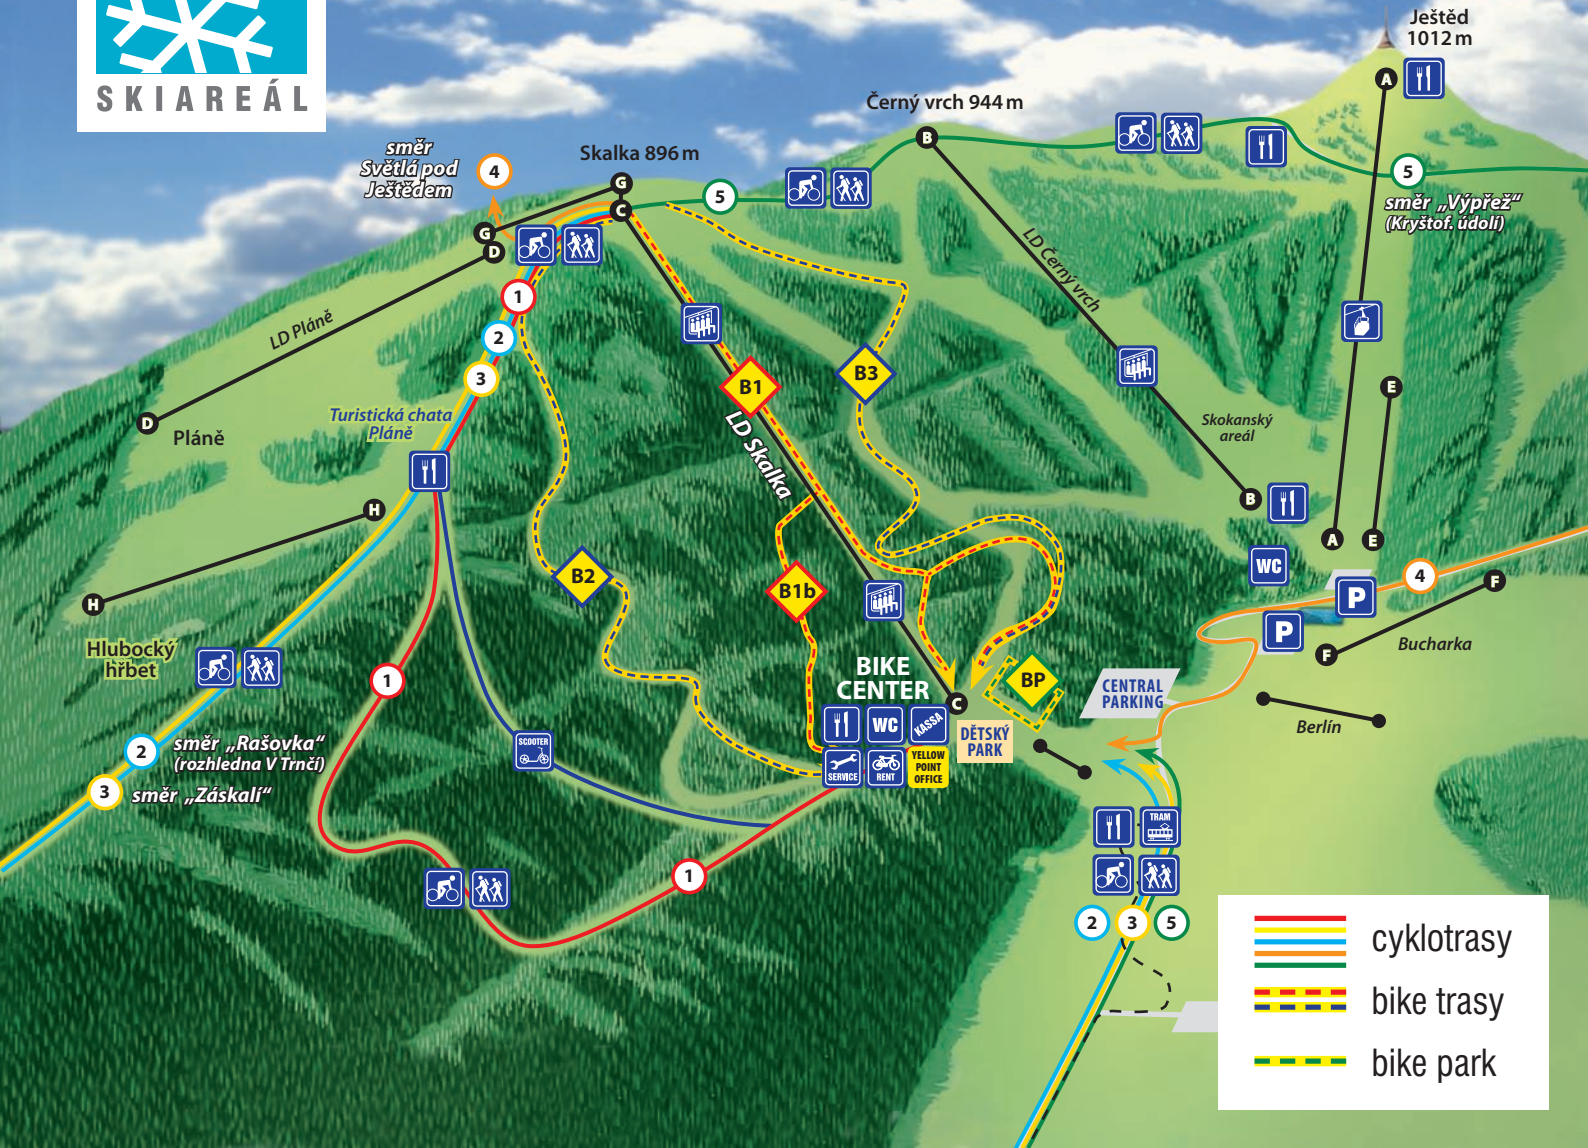 SKIAREÁL
Ještěd
1012 m
A
Černý vrch 944 m
B
směr
Světlá pod
Ještědem
4
Skalka 896 m
G
C
5
5
směr „Výpřež“
(Kryštof. údolí)
G
D
LD Pláně
1
2
3
LD Černý vrch
B1
B3
E
D
Pláně
Turistická chata
Pláně
LD Skalka
Skokanský
areál
H
B
A
E
WC
P
4
F
B2
B1b
H
P
F
Bucharka
Hlubocký
hřbet
1
BIKE
CENTER
C
BP
CENTRAL
PARKING
WC
KASSA
DĚTSKÝ
PARK
Berlín
SERVICE
RENT
YELLOW
POINT
OFFICE
SCOOTER
2
směr „Rašovka“
(rozhledna V Trnčí)
3
směr „Záskalí“
TRAM
1
2
3
5
cyklotrasy
bike trasy
bike park